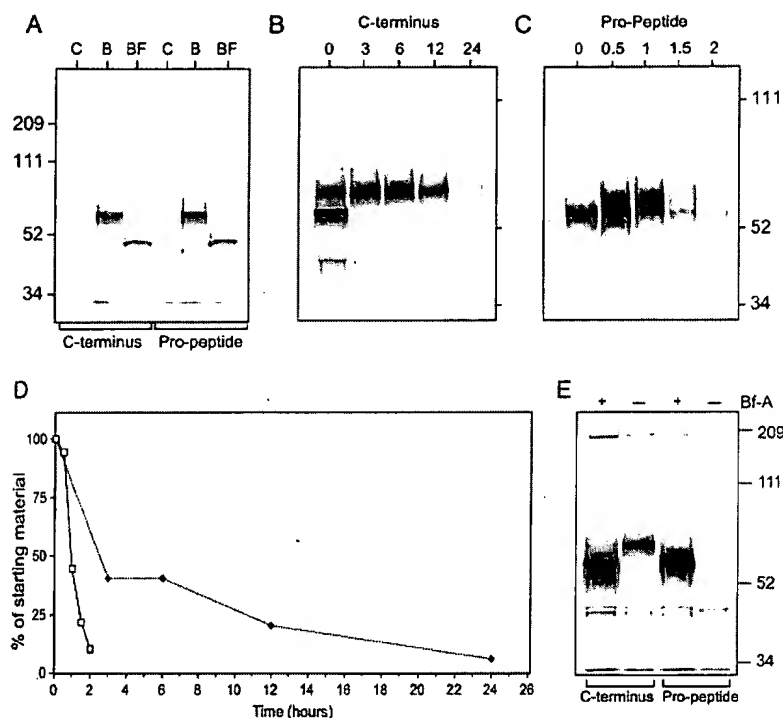 A
C B BF C B BF
209
111
52
34
C-terminus Pro-peptide
B
C-terminus
0 3 6 12 24
C
Pro-Peptide
0 0.5 1 1.5 2
111
52
34
D
% of starting material
100
75
50
25
0
0 2 4 6 8 10 12 14 16 18 20 22 24 26
Time (hours)
E
+ — + — Bf-A
209
111
52
34
C-terminus Pro-peptide